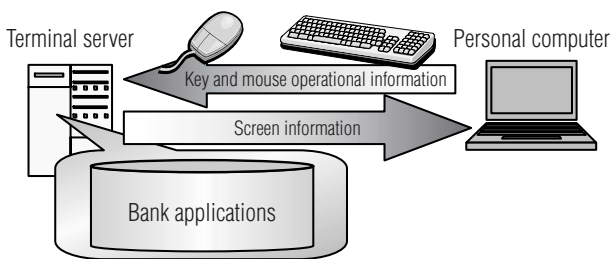 Terminal server
Personal computer
Key and mouse operational information
Screen information
Bank applications